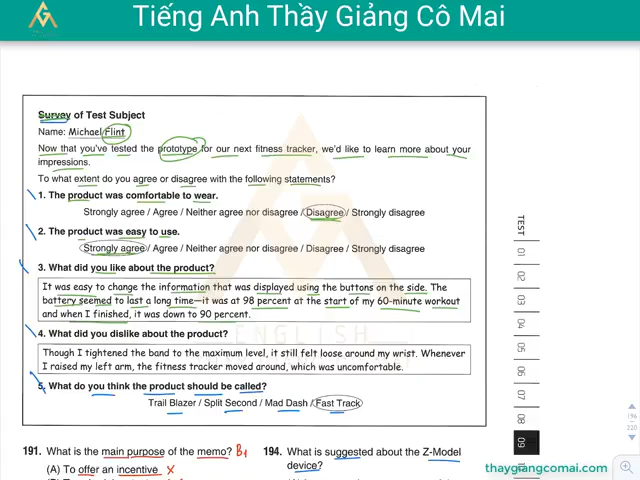 Tiếng Anh Thầy Giảng Cô Mai
Survey of Test Subject
Name: Michael Flint
Now that you've tested the prototype for our next fitness tracker, we'd like to learn more about your
impressions.
To what extent do you agree or disagree with the following statements?
1. The product was comfortable to wear.
Strongly agree / Agree / Neither agree nor disagree / Disagree / Strongly disagree
2. The product was easy to use.
Strongly agree / Agree / Neither agree nor disagree / Disagree / Strongly disagree
3. What did you like about the product?
It was easy to change the information that was displayed using the buttons on the side. The
battery seemed to last a long time—it was at 98 percent at the start of my 60-minute workout
and when I finished, it was down to 90 percent.
4. What did you dislike about the product?
Though I tightened the band to the maximum level, it still felt loose around my wrist. Whenever
I raised my left arm, the fitness tracker moved around, which was uncomfortable.
5. What do you think the product should be called?
Trail Blazer / Split Second / Mad Dash / Fast Track
ENGLISH
191. What is the main purpose of the memo? B1
(A) To offer an incentive x
194. What is suggested about the Z-Model
device?
TEST
01
02
03
04
05
06
07
08
09
10
196
220
thaygiangcomai.com